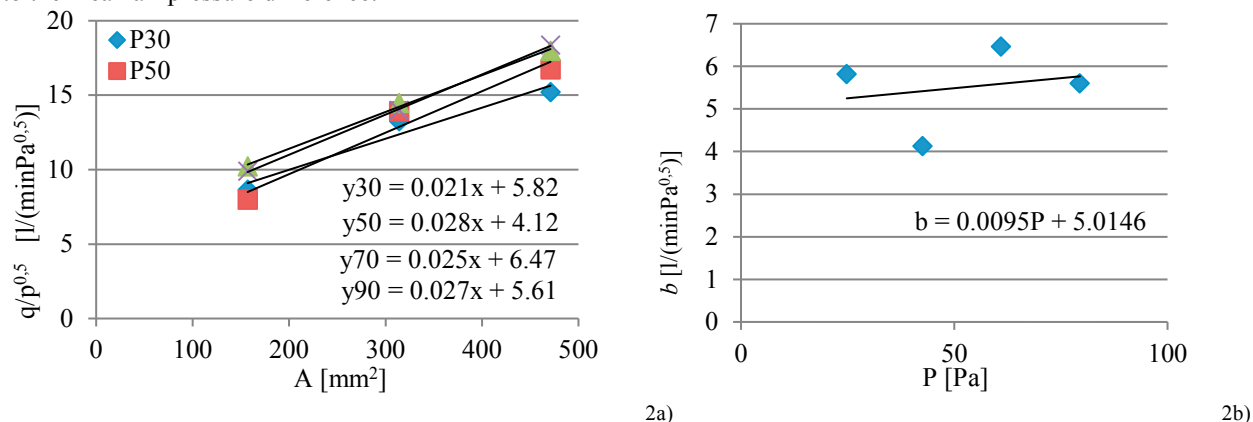 20
15
10
5
0
0 100 200 300 400 500
P30
P50
y30 = 0.021x + 5.82
y50 = 0.028x + 4.12
y70 = 0.025x + 6.47
y90 = 0.027x + 5.61
q/p^0,5 [l/(minPa^0,5)]
A [mm²]
2a)
7
6
5
4
3
2
1
0
0 50 100
b = 0.0095P + 5.0146
b [l/(minPa^0,5)]
P [Pa]
2b)